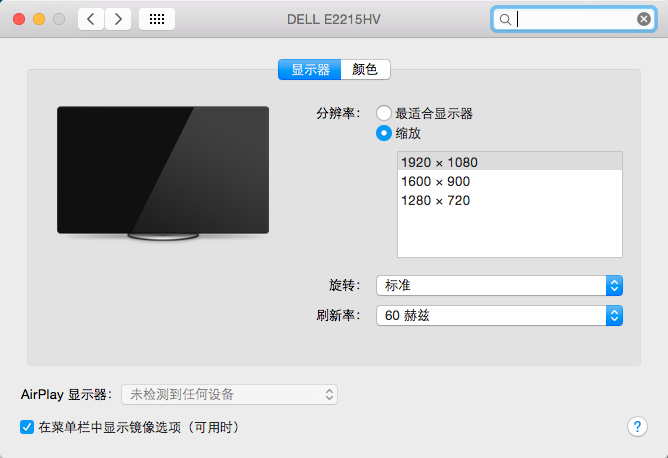 DELL E2215HV
显示器 颜色
分辨率： 最适合显示器
缩放
1920 × 1080
1600 × 900
1280 × 720
旋转： 标准
刷新率： 60 赫兹
AirPlay 显示器： 未检测到任何设备
在菜单栏中显示镜像选项（可用时）
?